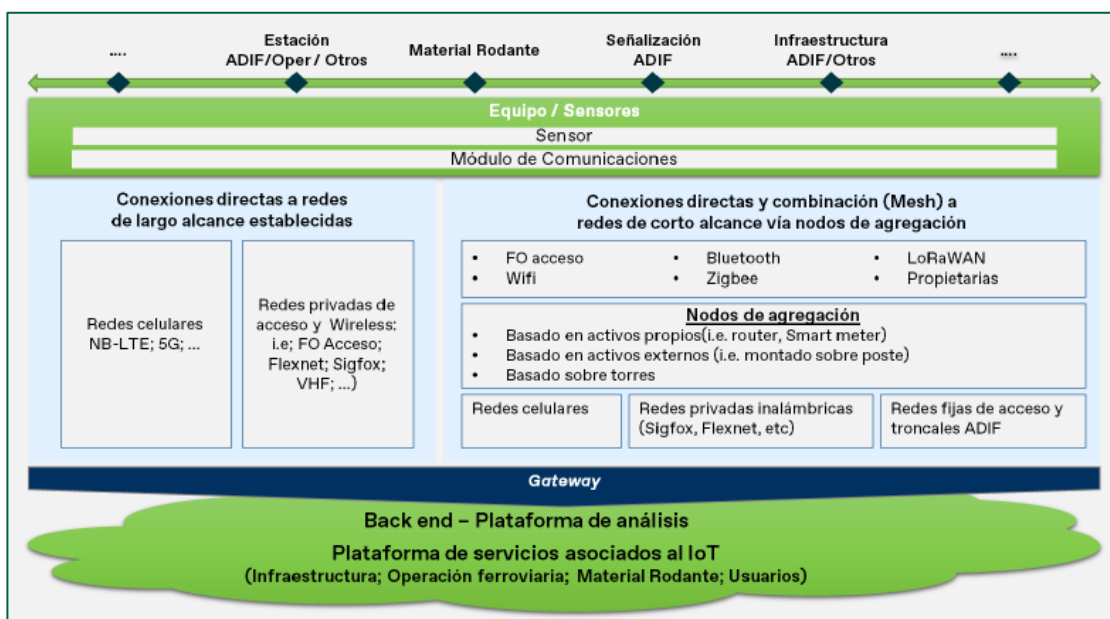 ....
Estación
ADIF/Oper / Otros
Material Rodante
Señalización
ADIF
Infraestructura
ADIF/Otros
....
Equipo / Sensores
Sensor
Módulo de Comunicaciones
Conexiones directas a redes
de largo alcance establecidas
Redes celulares
NB-LTE; 5G; ...
Redes privadas de
acceso y Wireless:
i.e; FO Acceso;
Flexnet; Sigfox;
VHF; ...)
Conexiones directas y combinación (Mesh) a
redes de corto alcance vía nodos de agregación
• FO acceso
• Wifi
• Bluetooth
• Zigbee
• LoRaWAN
• Propietarias
Nodos de agregación
• Basado en activos propios(i.e. router, Smart meter)
• Basado en activos externos (i.e. montado sobre poste)
• Basado sobre torres
Redes celulares
Redes privadas inalámbricas
(Sigfox, Flexnet, etc)
Redes fijas de acceso y
troncales ADIF
Gateway
Back end – Plataforma de análisis
Plataforma de servicios asociados al IoT
(Infraestructura; Operación ferroviaria; Material Rodante; Usuarios)